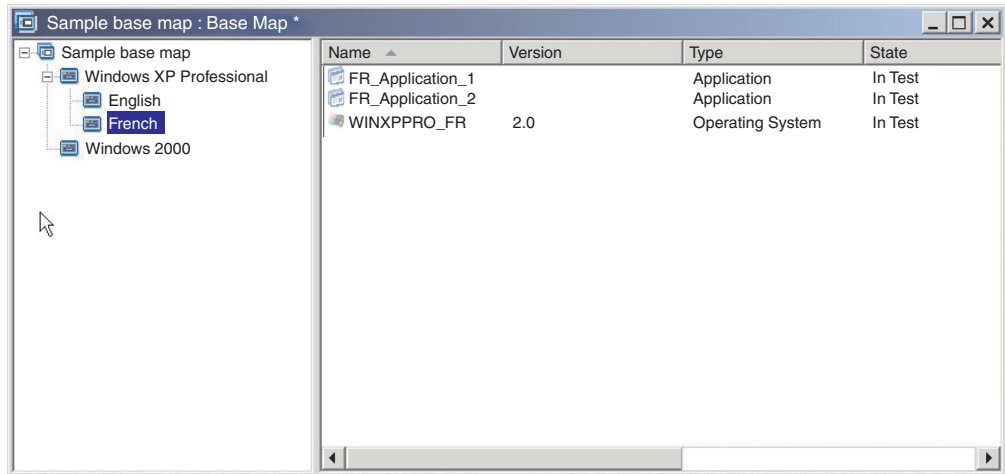 Sample base map : Base Map *
Sample base map
Windows XP Professional
English
French
Windows 2000
Name Version Type State
FR_Application_1 Application In Test
FR_Application_2 Application In Test
WINXPPRO_FR 2.0 Operating System In Test